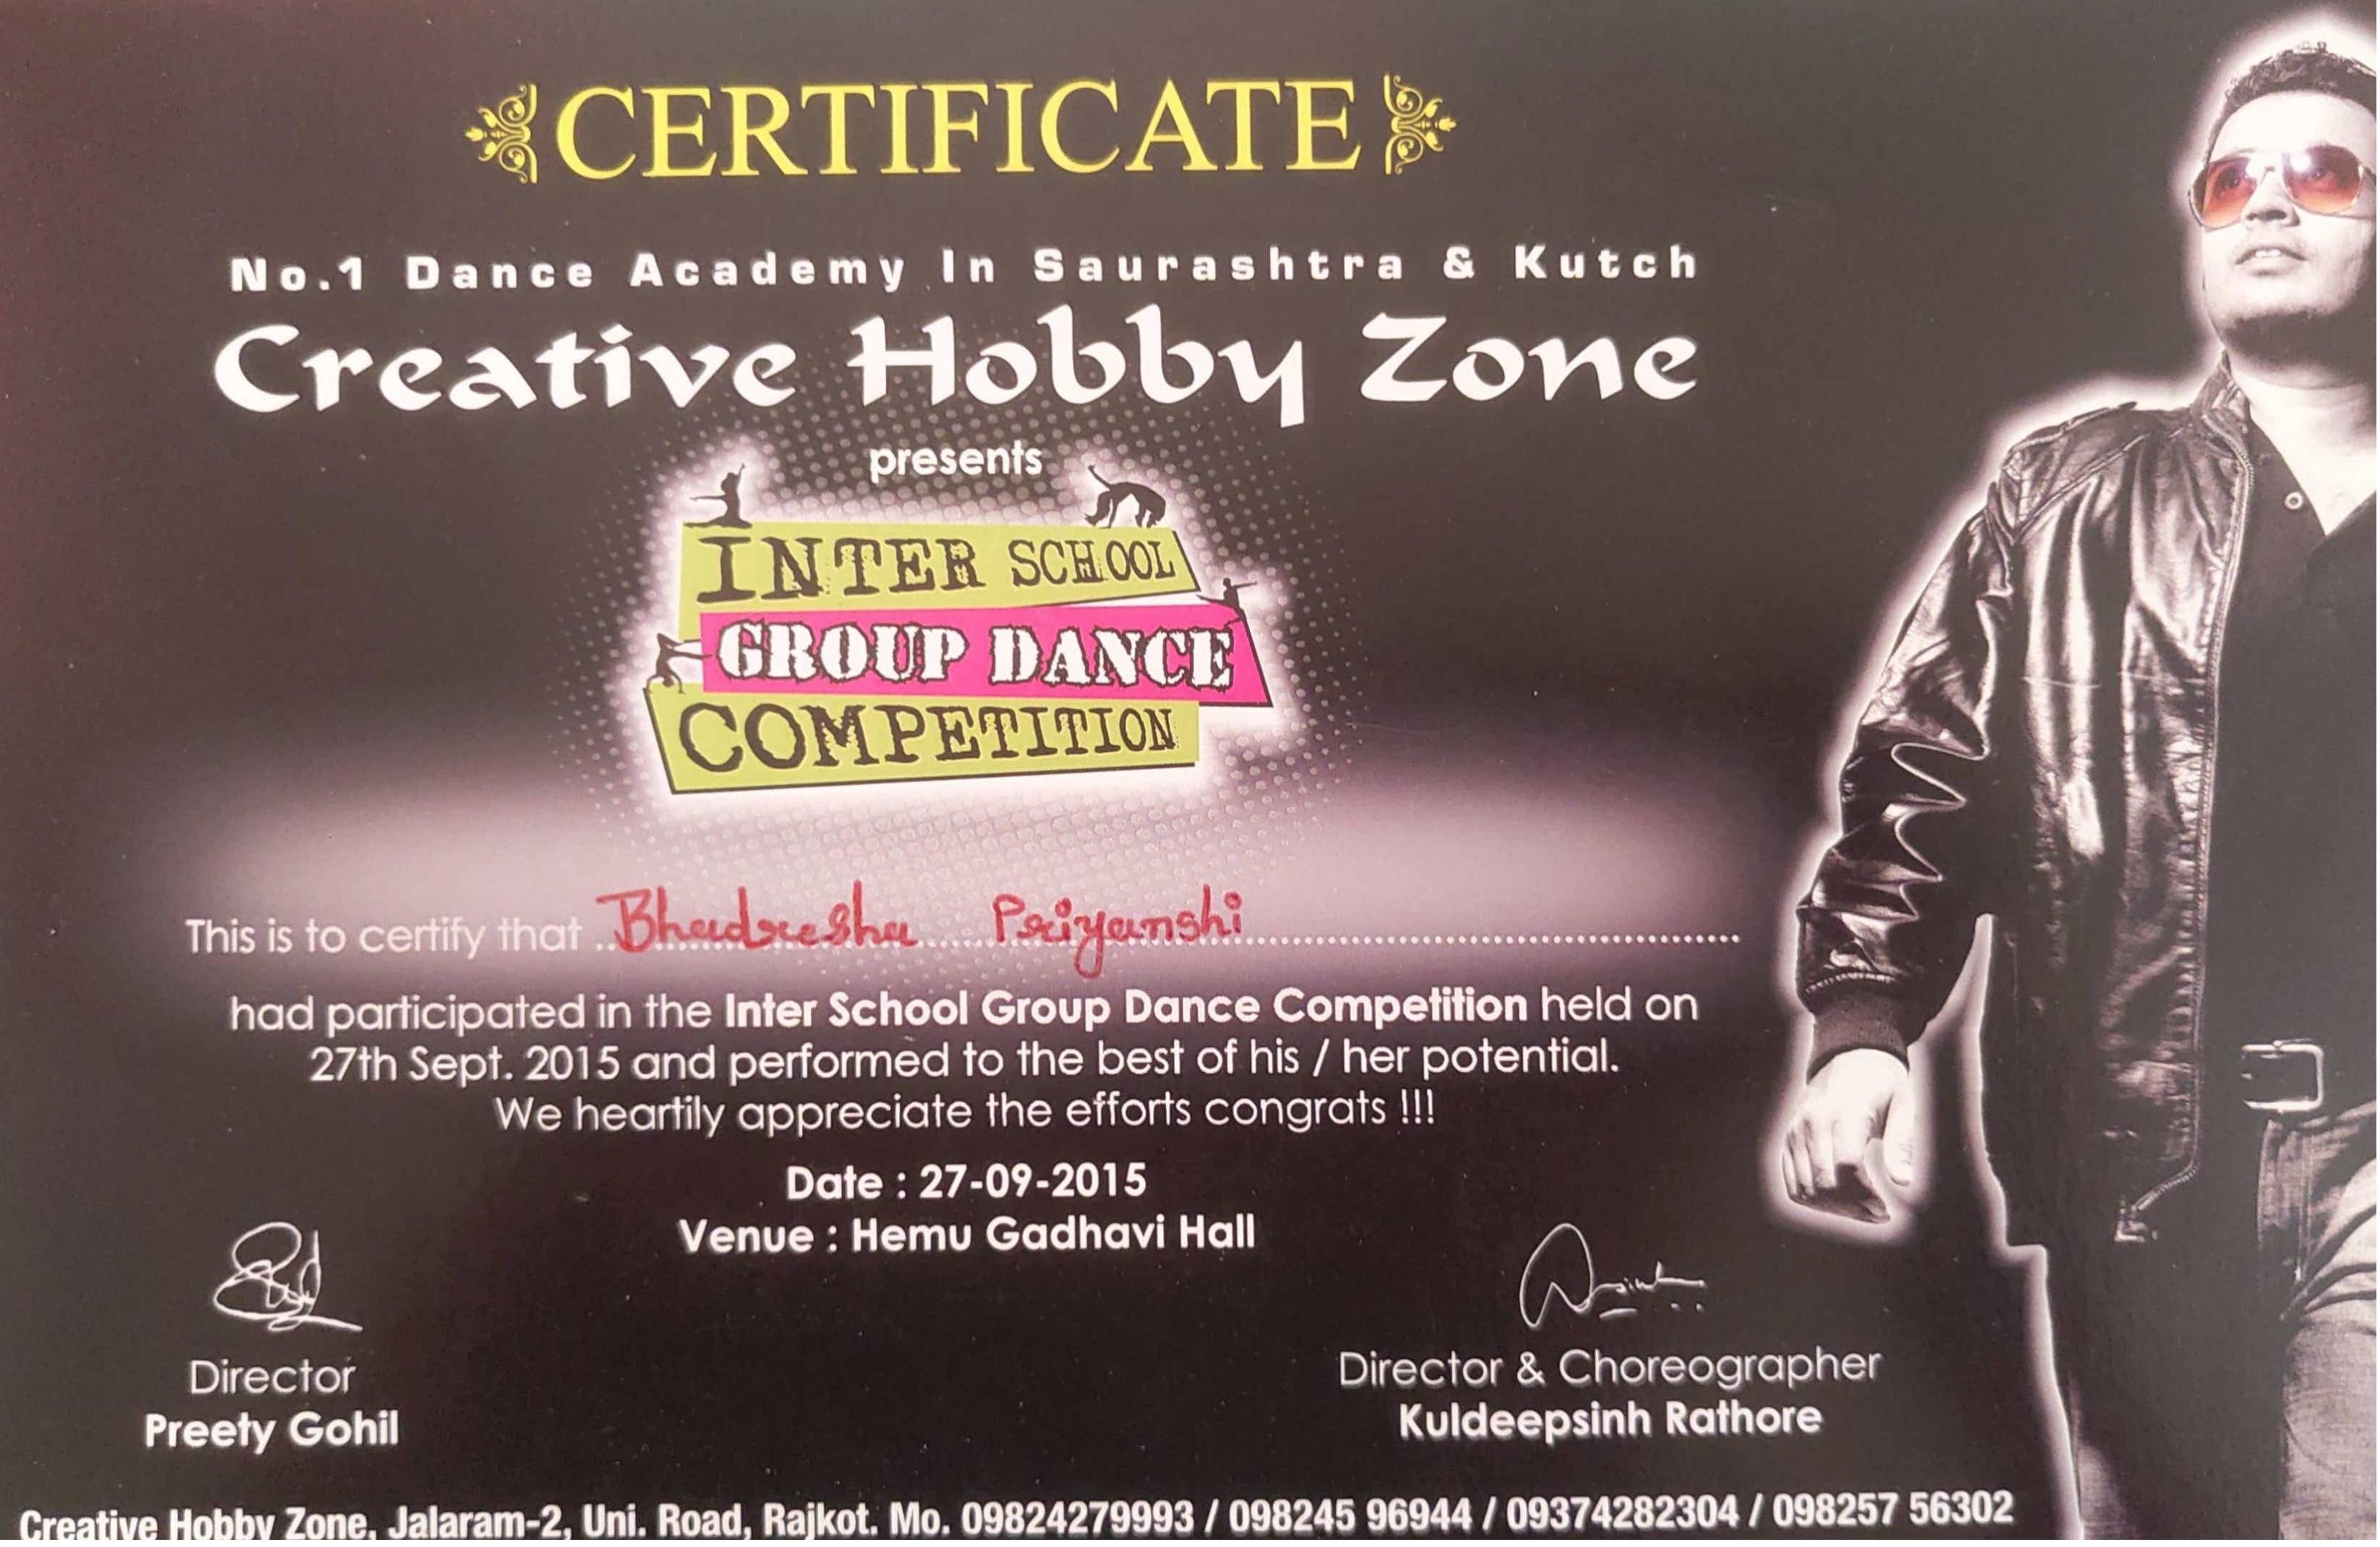 CERTIFICATE
No.1 Dance Academy In Saurashtra & Kutch
Creative Hobby Zone
presents
INTER SCHOOL
GROUP DANCE
COMPETITION
This is to certify that Bhadresha Priyanshi
had participated in the Inter School Group Dance Competition held on
27th Sept. 2015 and performed to the best of his / her potential.
We heartily appreciate the efforts congrats !!!
Date : 27-09-2015
Venue : Hemu Gadhavi Hall
Director
Preety Gohil
Director & Choreographer
Kuldeepsinh Rathore
Creative Hobby Zone, Jalaram-2, Uni. Road, Rajkot. Mo. 09824279993 / 098245 96944 / 09374282304 / 098257 56302